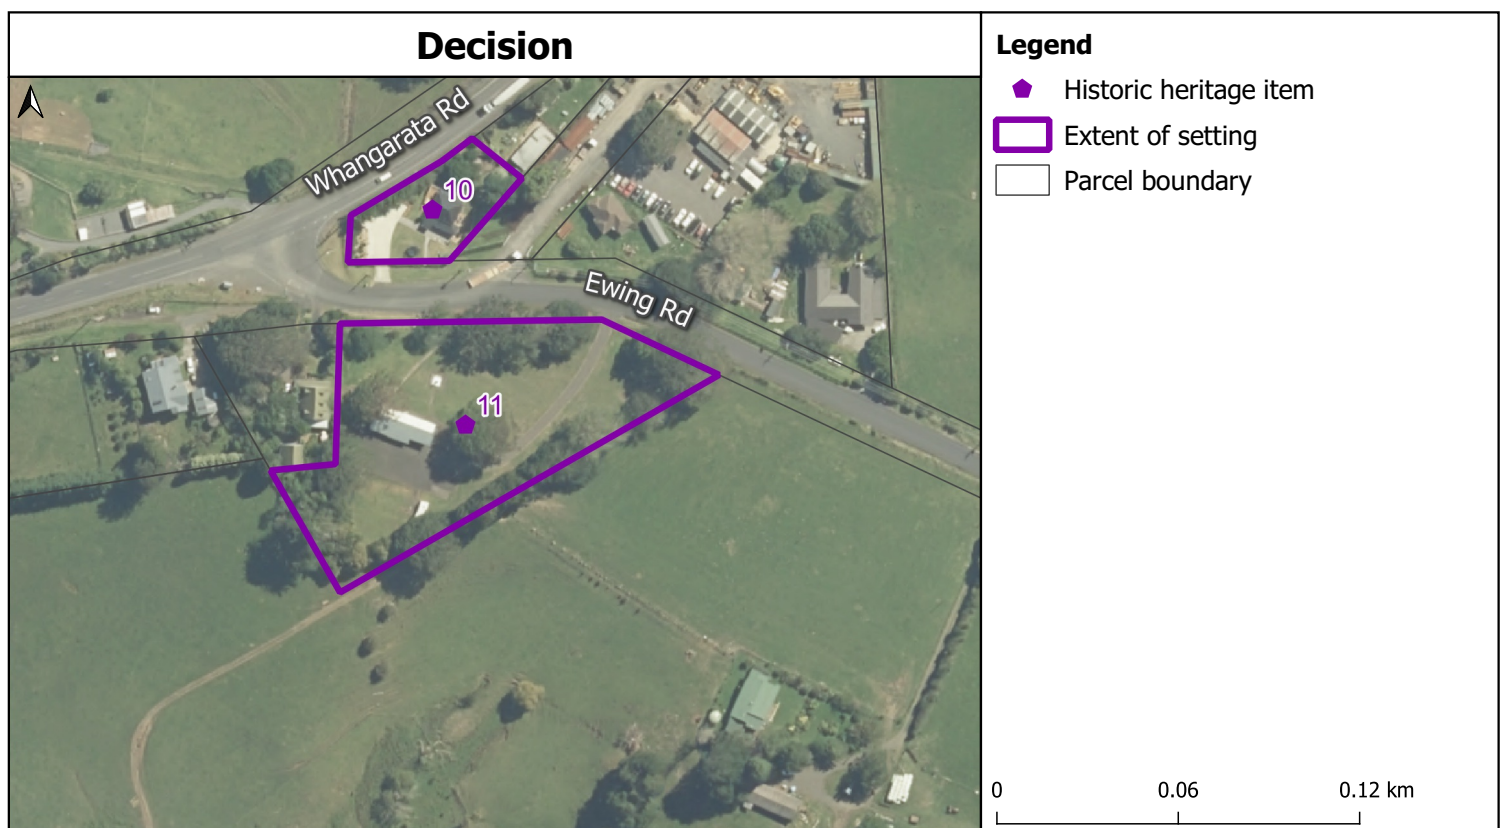 Decision
Legend
Historic heritage item
Extent of setting
Parcel boundary
Whangarata Rd
10
Ewing Rd
11
0 0.06 0.12 km